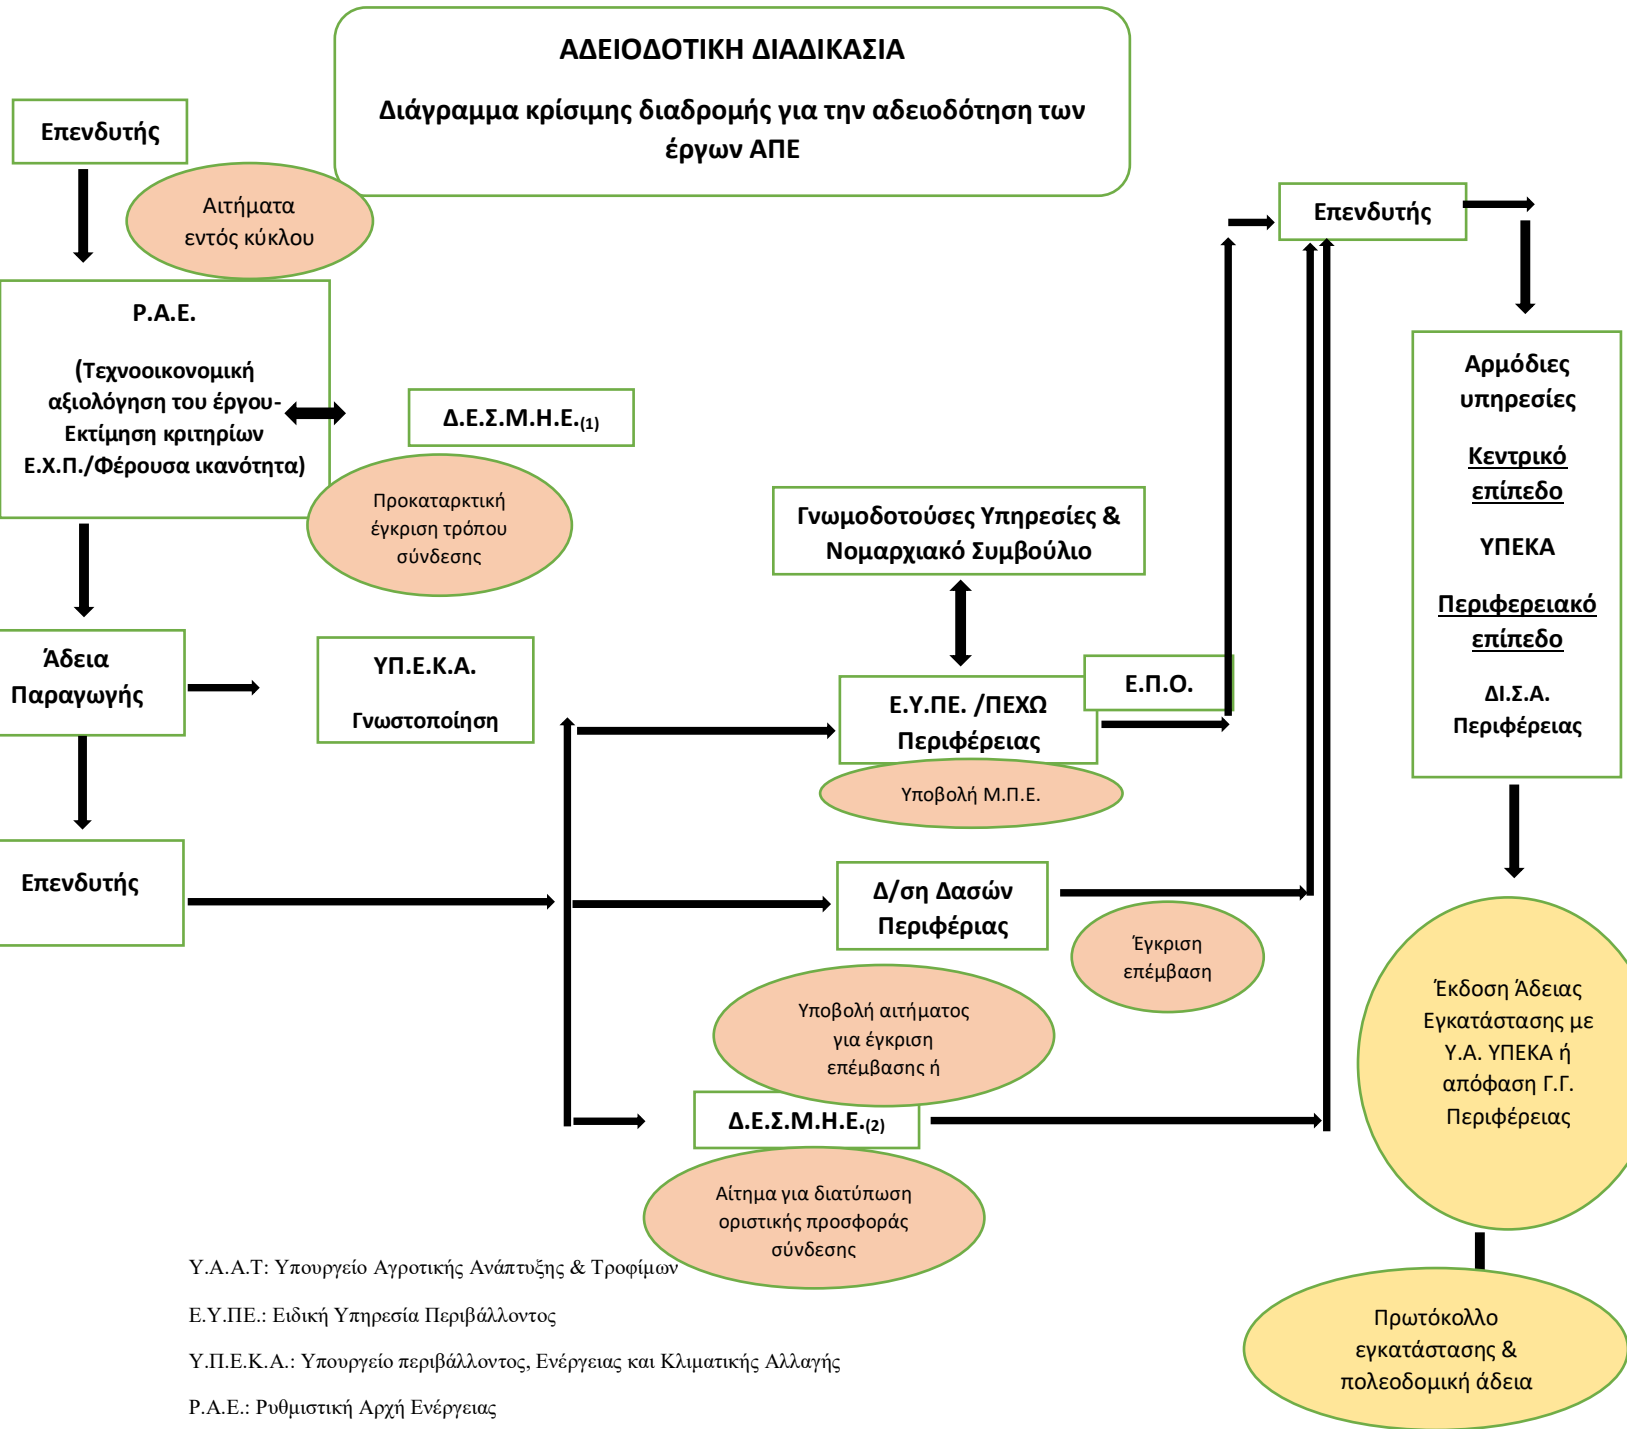 ΑΔΕΙΟΔΟΤΙΚΗ ΔΙΑΔΙΚΑΣΙΑ
Διάγραμμα κρίσιμης διαδρομής για την αδειοδότηση των
έργων ΑΠΕ
Επενδυτής
Αιτήματα
εντός κύκλου
Ρ.Α.Ε.
(Τεχνοοικονομική
αξιολόγηση του έργου-
Εκτίμηση κριτηρίων
Ε.Χ.Π./Φέρουσα ικανότητα)
Δ.Ε.Σ.Μ.Η.Ε.(1)
Προκαταρκτική
έγκριση τρόπου
σύνδεσης
Άδεια
Παραγωγής
ΥΠ.Ε.Κ.Α.
Γνωστοποίηση
Επενδυτής
Γνωμοδοτούσες Υπηρεσίες &
Νομαρχιακό Συμβούλιο
Ε.Υ.ΠΕ. /ΠΕΧΩ
Περιφέρειας
Ε.Π.Ο.
Υποβολή Μ.Π.Ε.
Δ/ση Δασών
Περιφέριας
Έγκριση
επέμβαση
Υποβολή αιτήματος
για έγκριση
επέμβασης ή
Δ.Ε.Σ.Μ.Η.Ε.(2)
Αίτημα για διατύπωση
οριστικής προσφοράς
σύνδεσης
Επενδυτής
Αρμόδιες
υπηρεσίες
Κεντρικό
επίπεδο
ΥΠΕΚΑ
Περιφερειακό
επίπεδο
ΔΙ.Σ.Α.
Περιφέρειας
Έκδοση Άδειας
Εγκατάστασης με
Υ.Α. ΥΠΕΚΑ ή
απόφαση Γ.Γ.
Περιφέρειας
Πρωτόκολλο
εγκατάστασης &
πολεοδομική άδεια
Υ.Α.Α.Τ: Υπουργείο Αγροτικής Ανάπτυξης & Τροφίμων
Ε.Υ.ΠΕ.: Ειδική Υπηρεσία Περιβάλλοντος
Υ.Π.Ε.Κ.Α.: Υπουργείο περιβάλλοντος, Ενέργειας και Κλιματικής Αλλαγής
Ρ.Α.Ε.: Ρυθμιστική Αρχή Ενέργειας